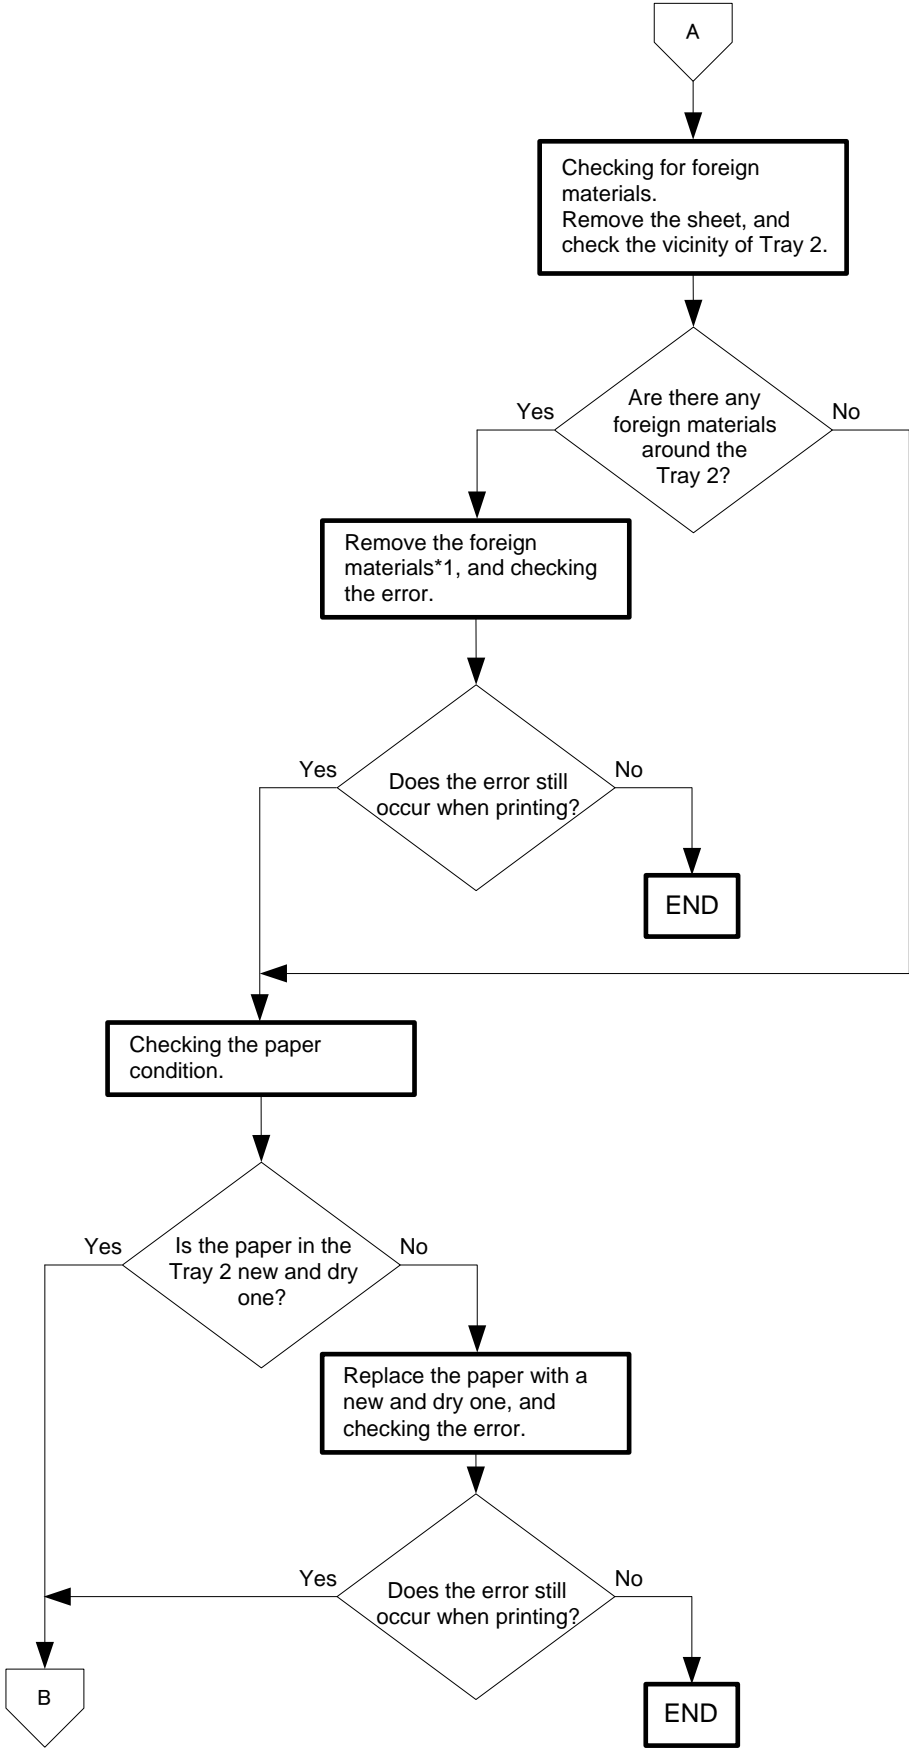 A
Checking for foreign
materials.
Remove the sheet, and
check the vicinity of Tray 2.
Are there any
foreign materials
around the
Tray 2?
Yes
No
Remove the foreign
materials*1, and checking
the error.
Yes
Does the error still
occur when printing?
No
END
Checking the paper
condition.
Yes
Is the paper in the
Tray 2 new and dry
one?
No
Replace the paper with a
new and dry one, and
checking the error.
Yes
Does the error still
occur when printing?
No
B
END